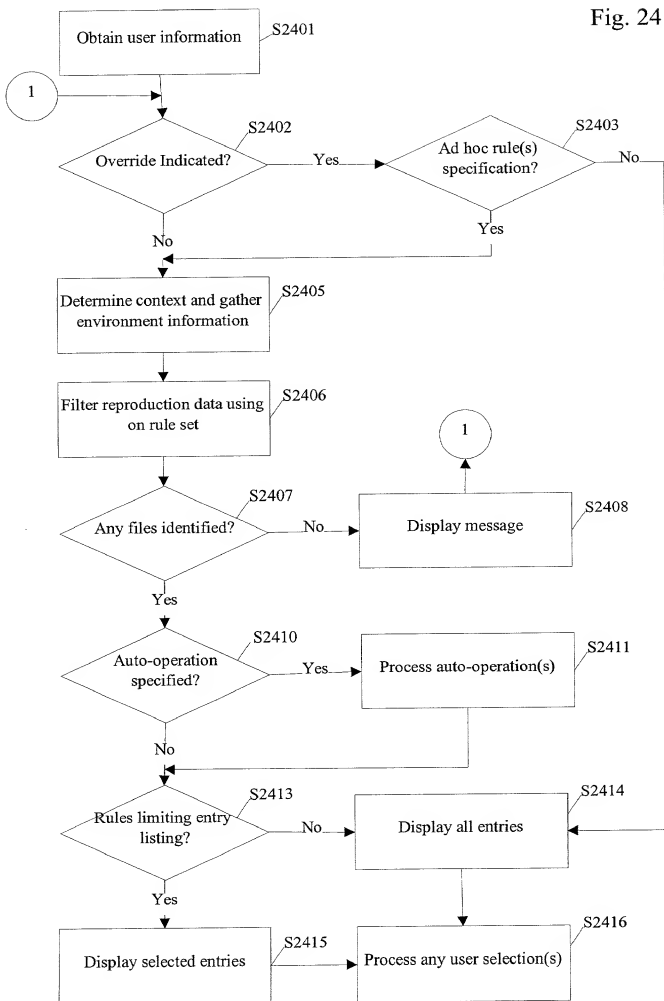 Fig. 24
Obtain user information
S2401
1
S2402
Override Indicated?
Yes
S2403
Ad hoc rule(s)
specification?
No
Yes
No
S2405
Determine context and gather
environment information
S2406
Filter reproduction data using
on rule set
1
S2407
Any files identified?
No
Display message
S2408
Yes
S2410
Auto-operation
specified?
Yes
Process auto-operation(s)
S2411
No
S2413
Rules limiting entry
listing?
No
Display all entries
S2414
Yes
S2415
Display selected entries
Process any user selection(s)
S2416